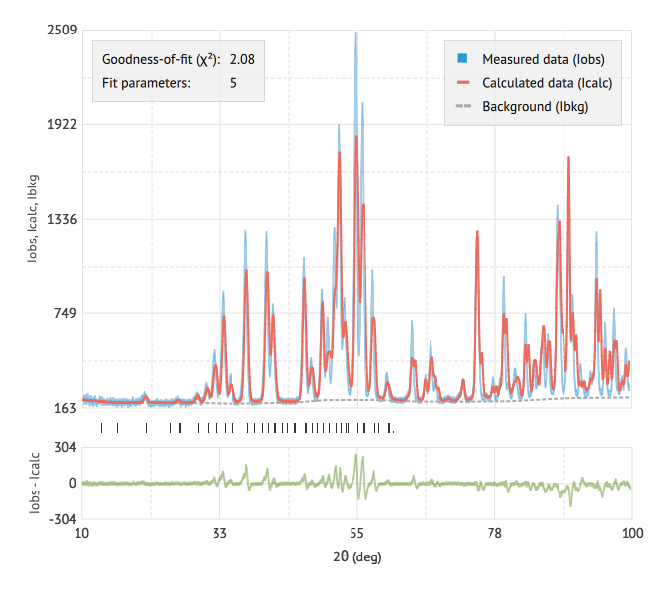 2509
1922
1336
749
163
Iobs, Icalc, Ibkg
Goodness-of-fit (χ²): 2.08
Fit parameters: 5
Measured data (Iobs)
Calculated data (Icalc)
Background (Ibkg)
304
0
-304
Iobs - Icalc
10 33 55 78 100
2θ (deg)